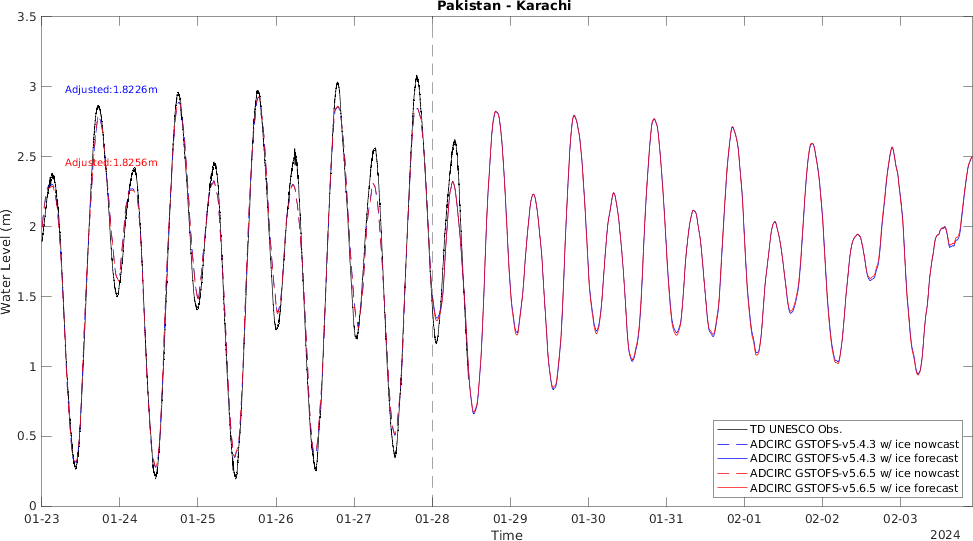 Pakistan - Karachi
3.5
3
2.5
2
1.5
1
0.5
0
Water Level (m)
Adjusted:1.8226m
Adjusted:1.8256m
TD UNESCO Obs.
ADCIRC GSTOFS-v5.4.3 w/ ice nowcast
ADCIRC GSTOFS-v5.4.3 w/ ice forecast
ADCIRC GSTOFS-v5.6.5 w/ ice nowcast
ADCIRC GSTOFS-v5.6.5 w/ ice forecast
01-23 01-24 01-25 01-26 01-27 01-28 01-29 01-30 01-31 02-01 02-02 02-03
Time
2024